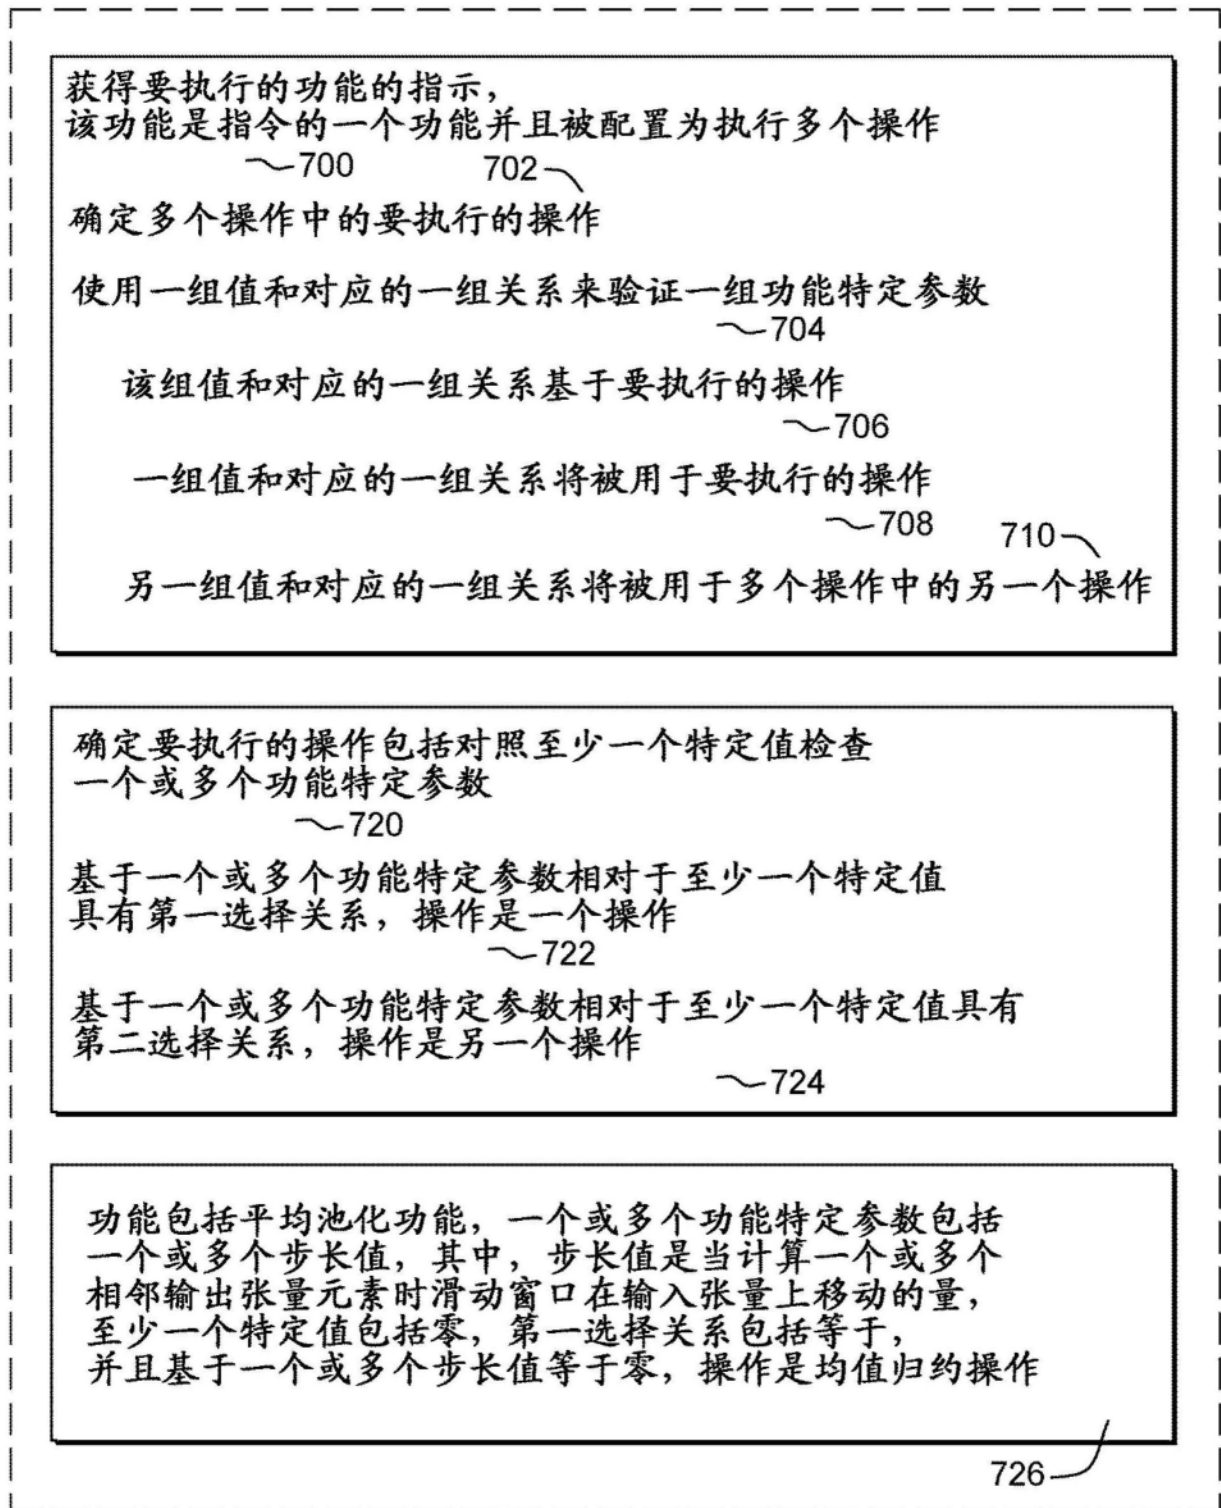 获得要执行的功能的指示，
该功能是指令的一个功能并且被配置为执行多个操作
700 702
确定多个操作中的要执行的操作
使用一组值和对应的一组关系来验证一组功能特定参数
704
该组值和对应的一组关系基于要执行的操作
706
一组值和对应的一组关系将被用于要执行的操作
708
710
另一组值和对应的一组关系将被用于多个操作中的另一个操作
确定要执行的操作包括对照至少一个特定值检查
一个或多个功能特定参数
720
基于一个或多个功能特定参数相对于至少一个特定值
具有第一选择关系，操作是一个操作
722
基于一个或多个功能特定参数相对于至少一个特定值具有
第二选择关系，操作是另一个操作
724
功能包括平均池化功能，一个或多个功能特定参数包括
一个或多个步长值，其中，步长值是当计算一个或多个
相邻输出张量元素时滑动窗口在输入张量上移动的量，
至少一个特定值包括零，第一选择关系包括等于，
并且基于一个或多个步长值等于零，操作是均值归约操作
726